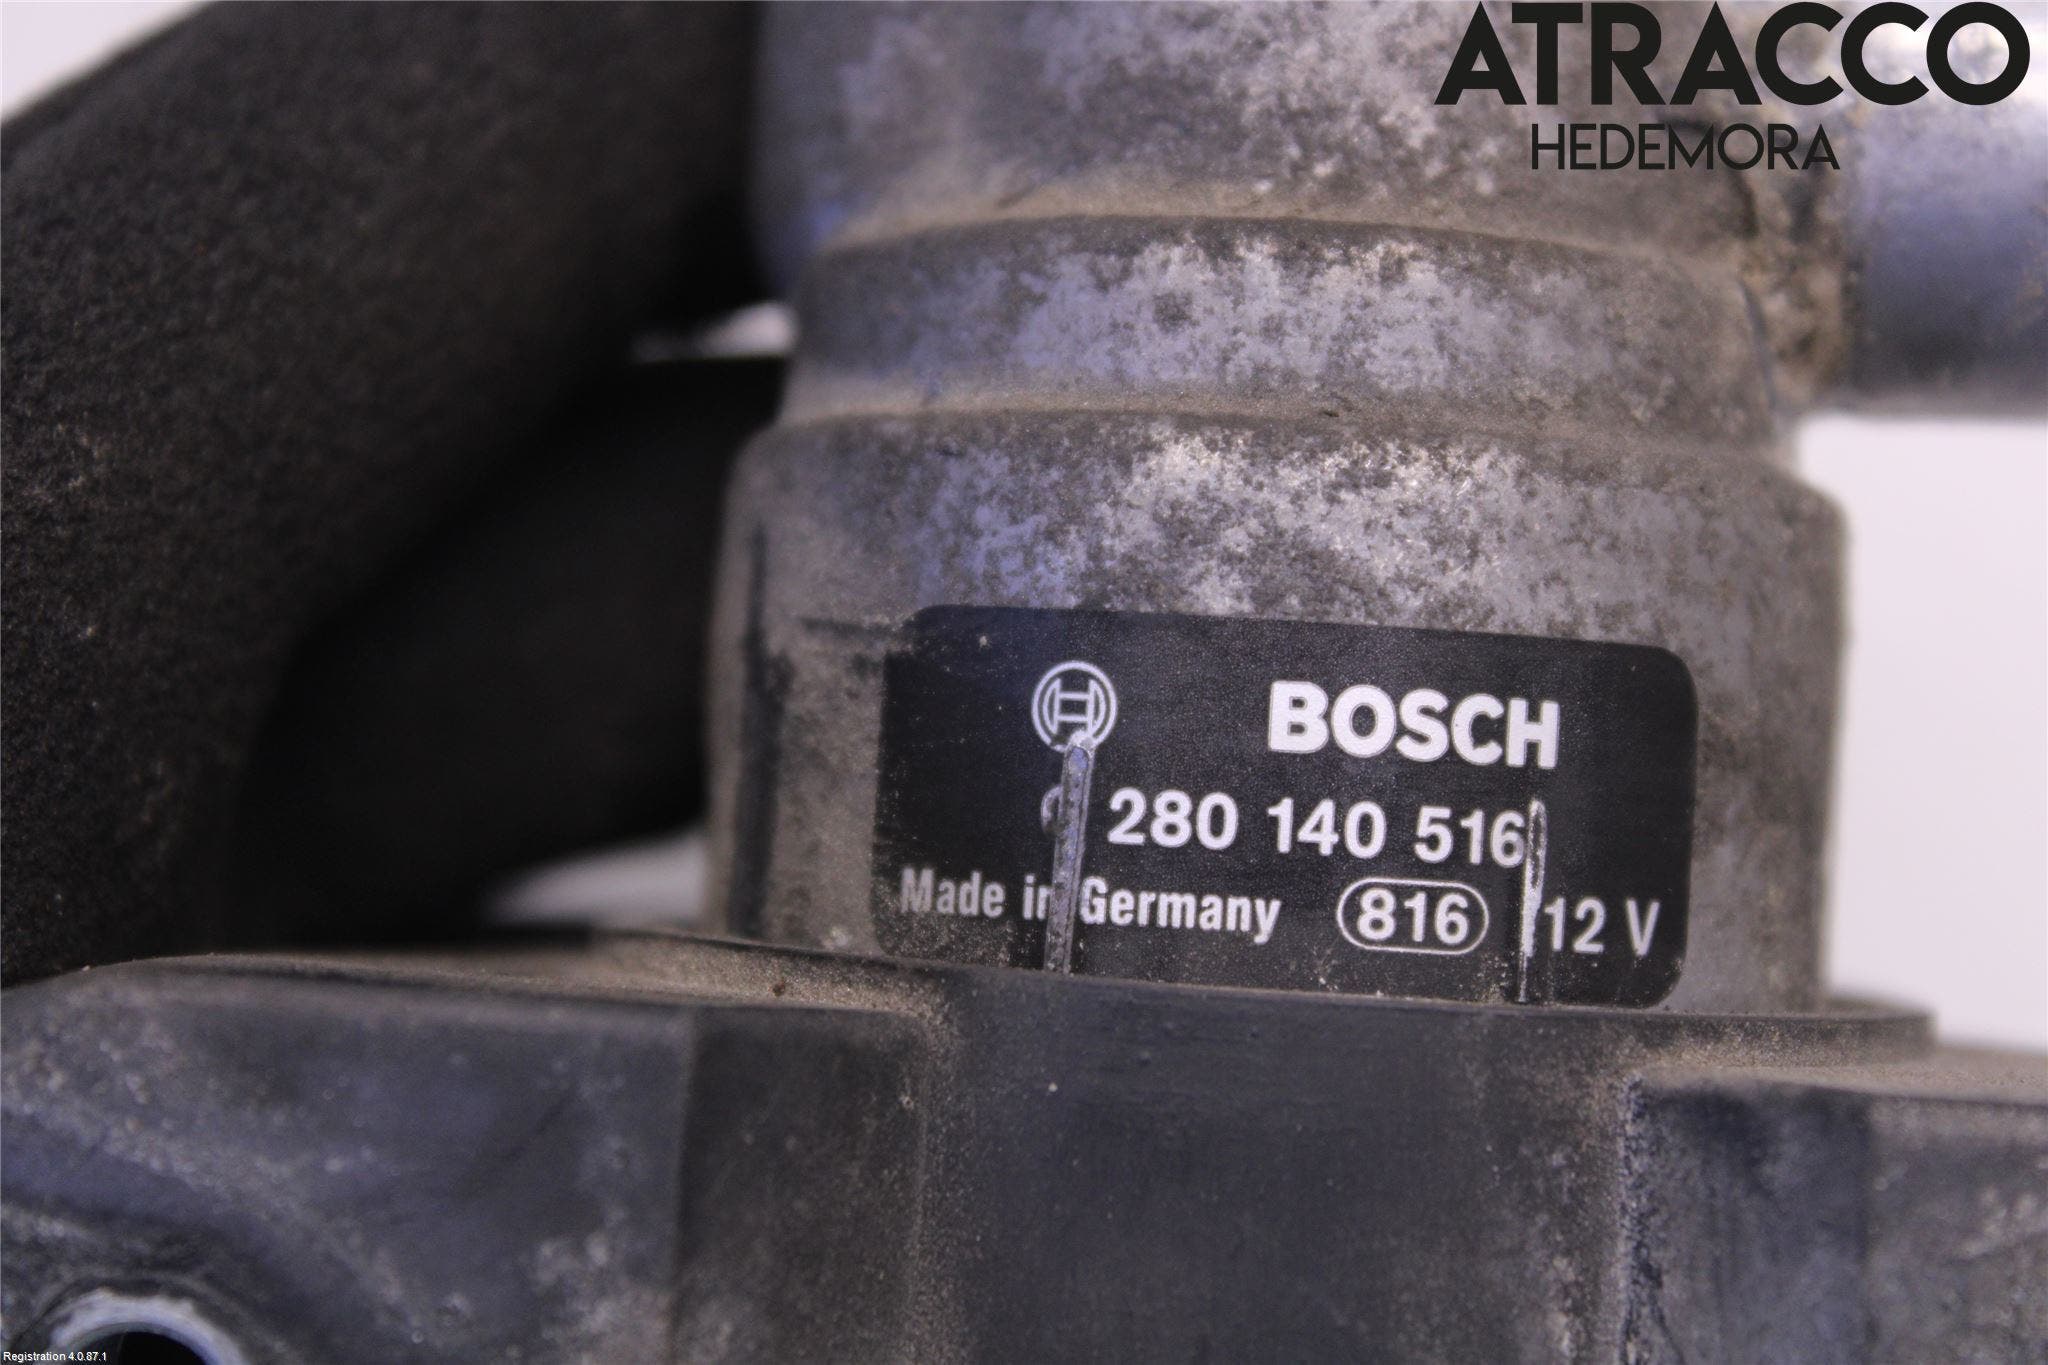 ATRACCO
HEDEMORA
BOSCH
280 140 516
Made in Germany 816 12 V
Registration 4.0.87.1